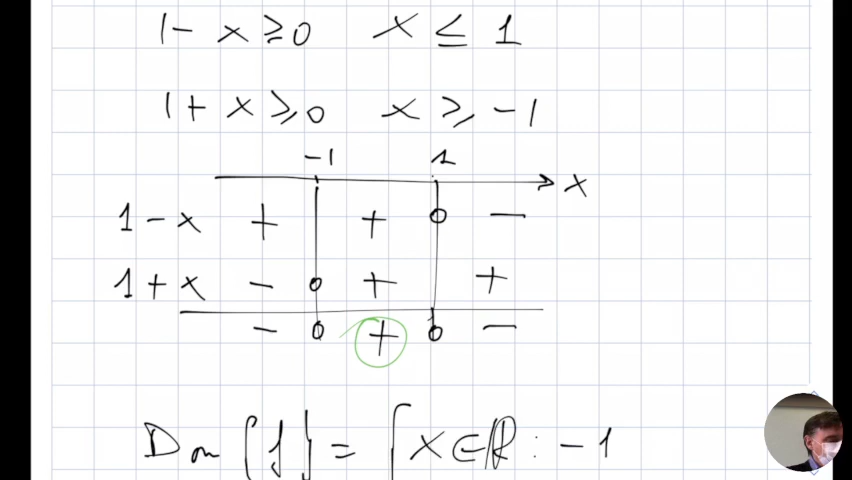 1 - x ≥ 0 x ≤ 1
1 + x ≥ 0 x ≥ -1
-1 1
x
1 - x + + 0 -
1 + x - 0 + +
- 0 + 0 -
Dom {f} = {x ∈ ℝ : -1